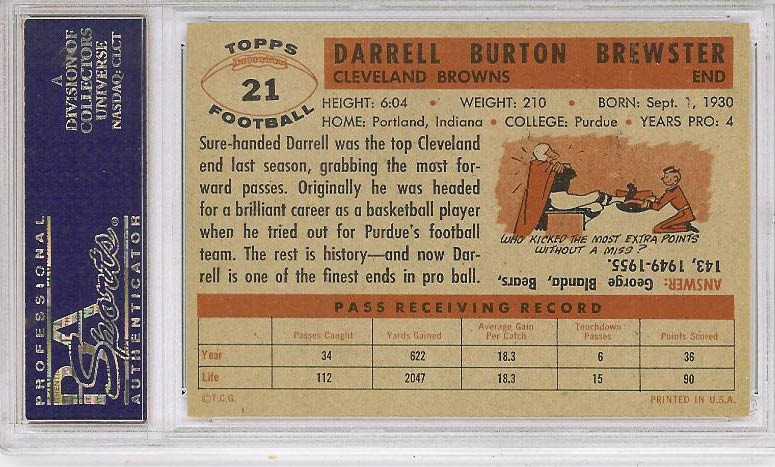 A
DIVISION OF
COLLECTORS
UNIVERSE
NASDAQ: CLCT
PROFESSIONAL
PSA
Sports®
AUTHENTICATOR
TOPPS
21
FOOTBALL
DARRELL BURTON BREWSTER
CLEVELAND BROWNS END
HEIGHT: 6:04 • WEIGHT: 210 • BORN: Sept. 1, 1930
HOME: Portland, Indiana • COLLEGE: Purdue • YEARS PRO: 4
Sure-handed Darrell was the top Cleveland
end last season, grabbing the most for-
ward passes. Originally he was headed
for a brilliant career as a basketball player
when he tried out for Purdue's football
team. The rest is history—and now Dar-
rell is one of the finest ends in pro ball.
WHO KICKED THE MOST EXTRA POINTS
WITHOUT A MISS?
ANSWER: George Blanda, Bears,
143, 1949-1955.
PASS RECEIVING RECORD
Passes Caught Yards Gained Average Gain Per Catch Touchdown Passes Points Scored
Year 34 622 18.3 6 36
Life 112 2047 18.3 15 90
©T.C.G. PRINTED IN U.S.A.